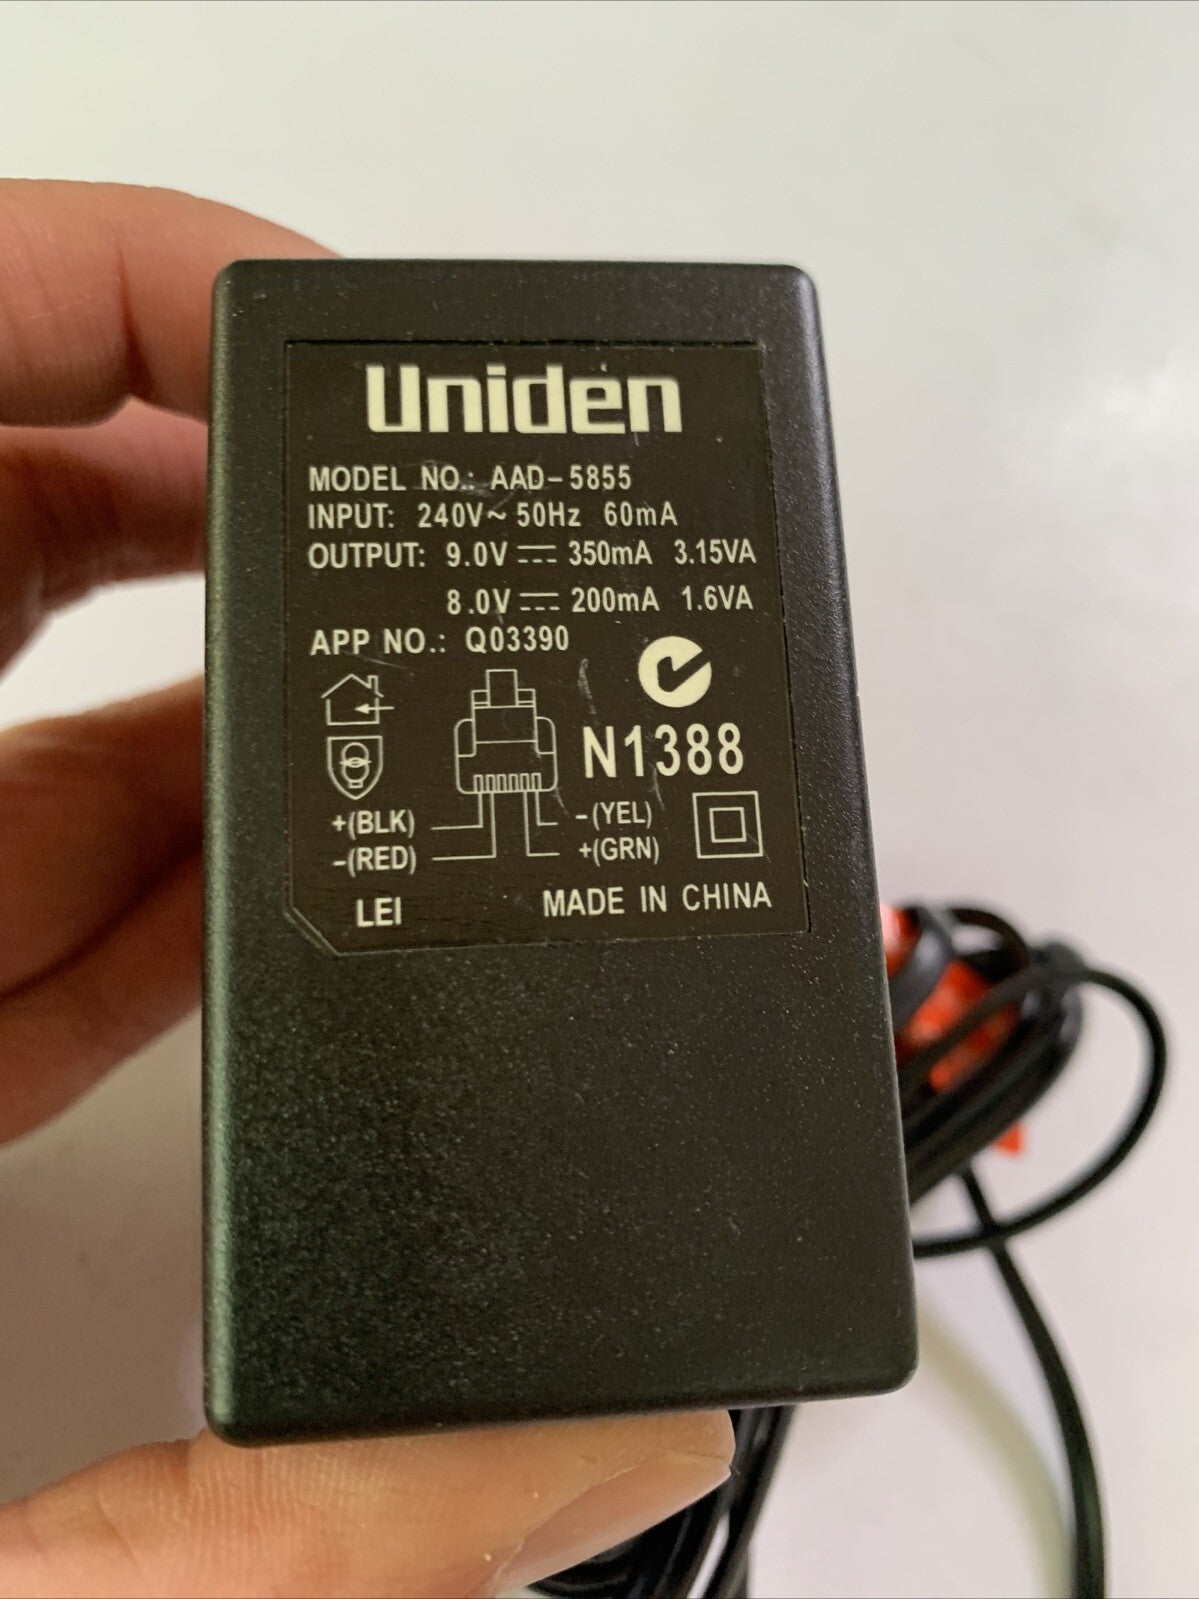 Uniden
MODEL NO.: AAD-5855
INPUT: 240V~ 50Hz 60mA
OUTPUT: 9.0V ⎓ 350mA 3.15VA
8.0V ⎓ 200mA 1.6VA
APP NO.: Q03390
N1388
+(BLK) -(YEL)
-(RED) +(GRN)
LEI MADE IN CHINA